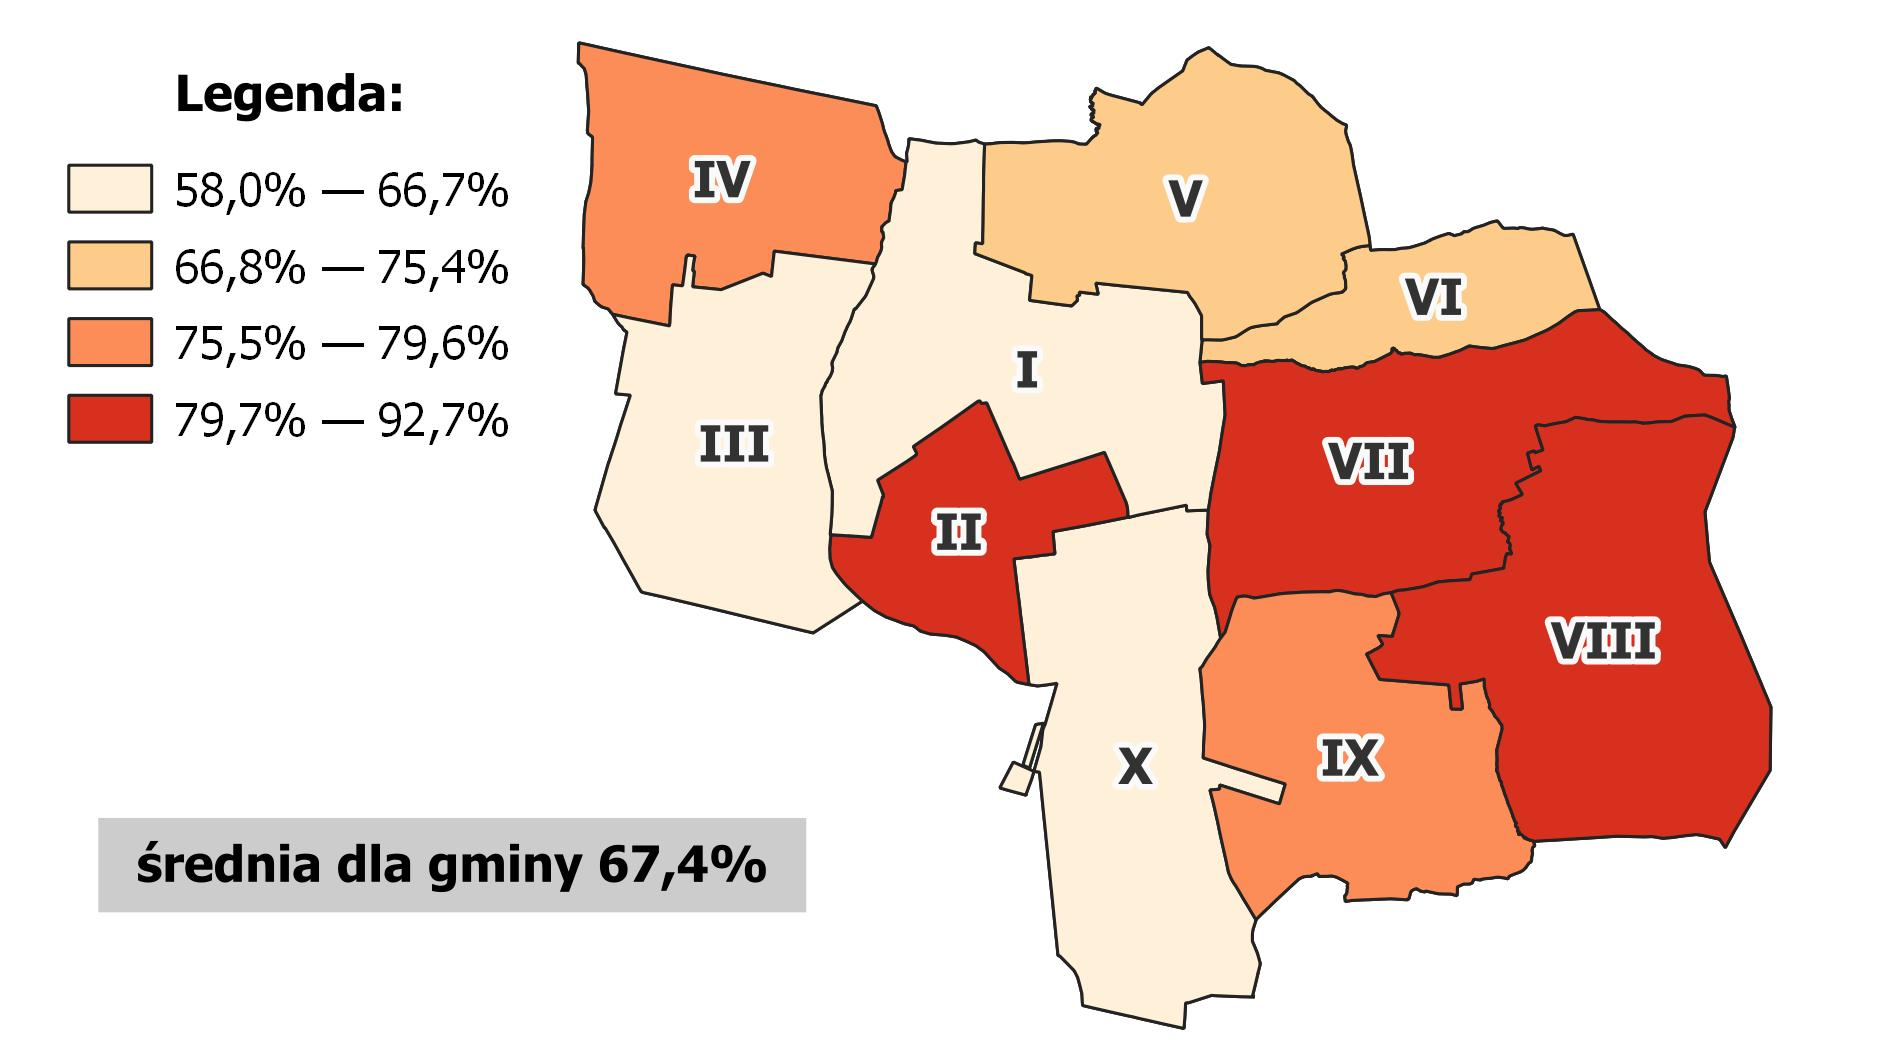 Legenda:
58,0% — 66,7%
66,8% — 75,4%
75,5% — 79,6%
79,7% — 92,7%
IV
V
VI
I
III
VII
II
VIII
IX
X
średnia dla gminy 67,4%